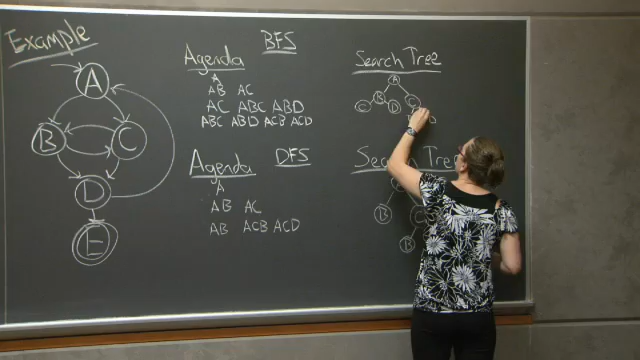 Example
A
B
C
D
E
Agenda
BFS
A
AB AC
AC ABC ABD
ABC ABD ACB ACD
Agenda
DFS
A
AB AC
AB ACB ACD
Search Tree
A
B
C
C
D
D
Search Tree
B
C
B